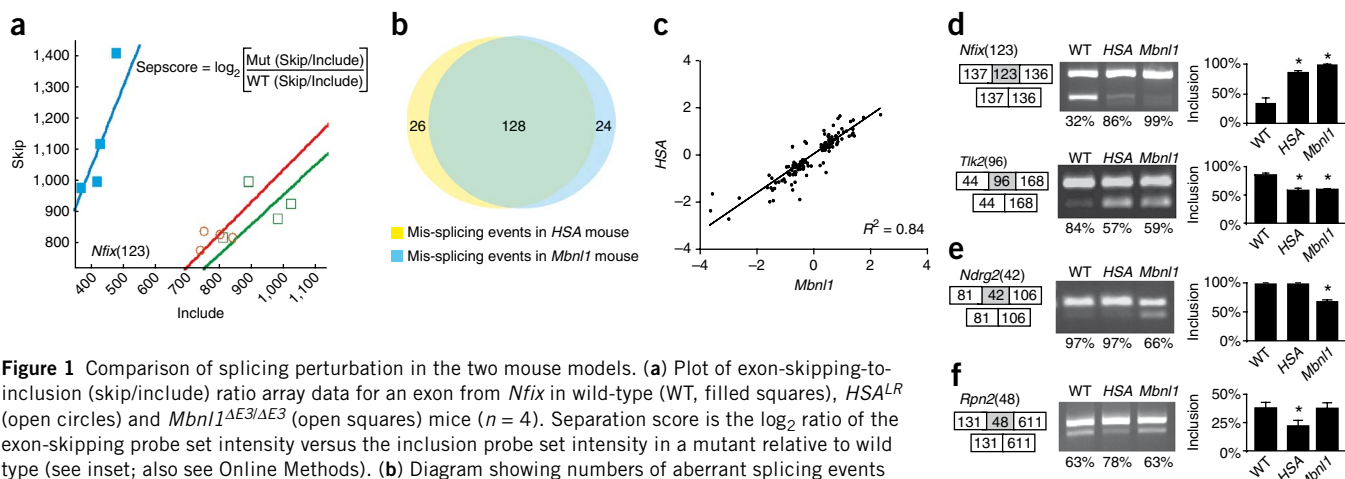 a
1,400
1,300
1,200
1,100
1,000
900
800
Skip
Sepscore = log2 [Mut (Skip/Include) / WT (Skip/Include)]
Nfix(123)
400 500 600 700 800 900 1,000 1,100
Include
b
26 128 24
Mis-splicing events in HSA mouse
Mis-splicing events in Mbnl1 mouse
c
4
2
0
−2
−4
HSA
R2 = 0.84
−4 −2 0 2 4
Mbnl1
d
Nfix(123)
137 123 136
137 136
WT HSA Mbnl1
32% 86% 99%
Inclusion
100%
50%
0%
* *
WT HSA Mbnl1
Tlk2(96)
44 96 168
44 168
WT HSA Mbnl1
84% 57% 59%
Inclusion
100%
50%
0%
* *
WT HSA Mbnl1
e
Ndrg2(42)
81 42 106
81 106
WT HSA Mbnl1
97% 97% 66%
Inclusion
100%
50%
0%
*
WT HSA Mbnl1
f
Rpn2(48)
131 48 611
131 611
WT HSA Mbnl1
63% 78% 63%
Inclusion
50%
25%
0%
*
WT HSA Mbnl1
Figure 1 Comparison of splicing perturbation in the two mouse models. (a) Plot of exon-skipping-to-
inclusion (skip/include) ratio array data for an exon from Nfix in wild-type (WT, filled squares), HSALR
(open circles) and Mbnl1ΔE3/ΔE3 (open squares) mice (n = 4). Separation score is the log2 ratio of the
exon-skipping probe set intensity versus the inclusion probe set intensity in a mutant relative to wild
type (see inset; also see Online Methods). (b) Diagram showing numbers of aberrant splicing events